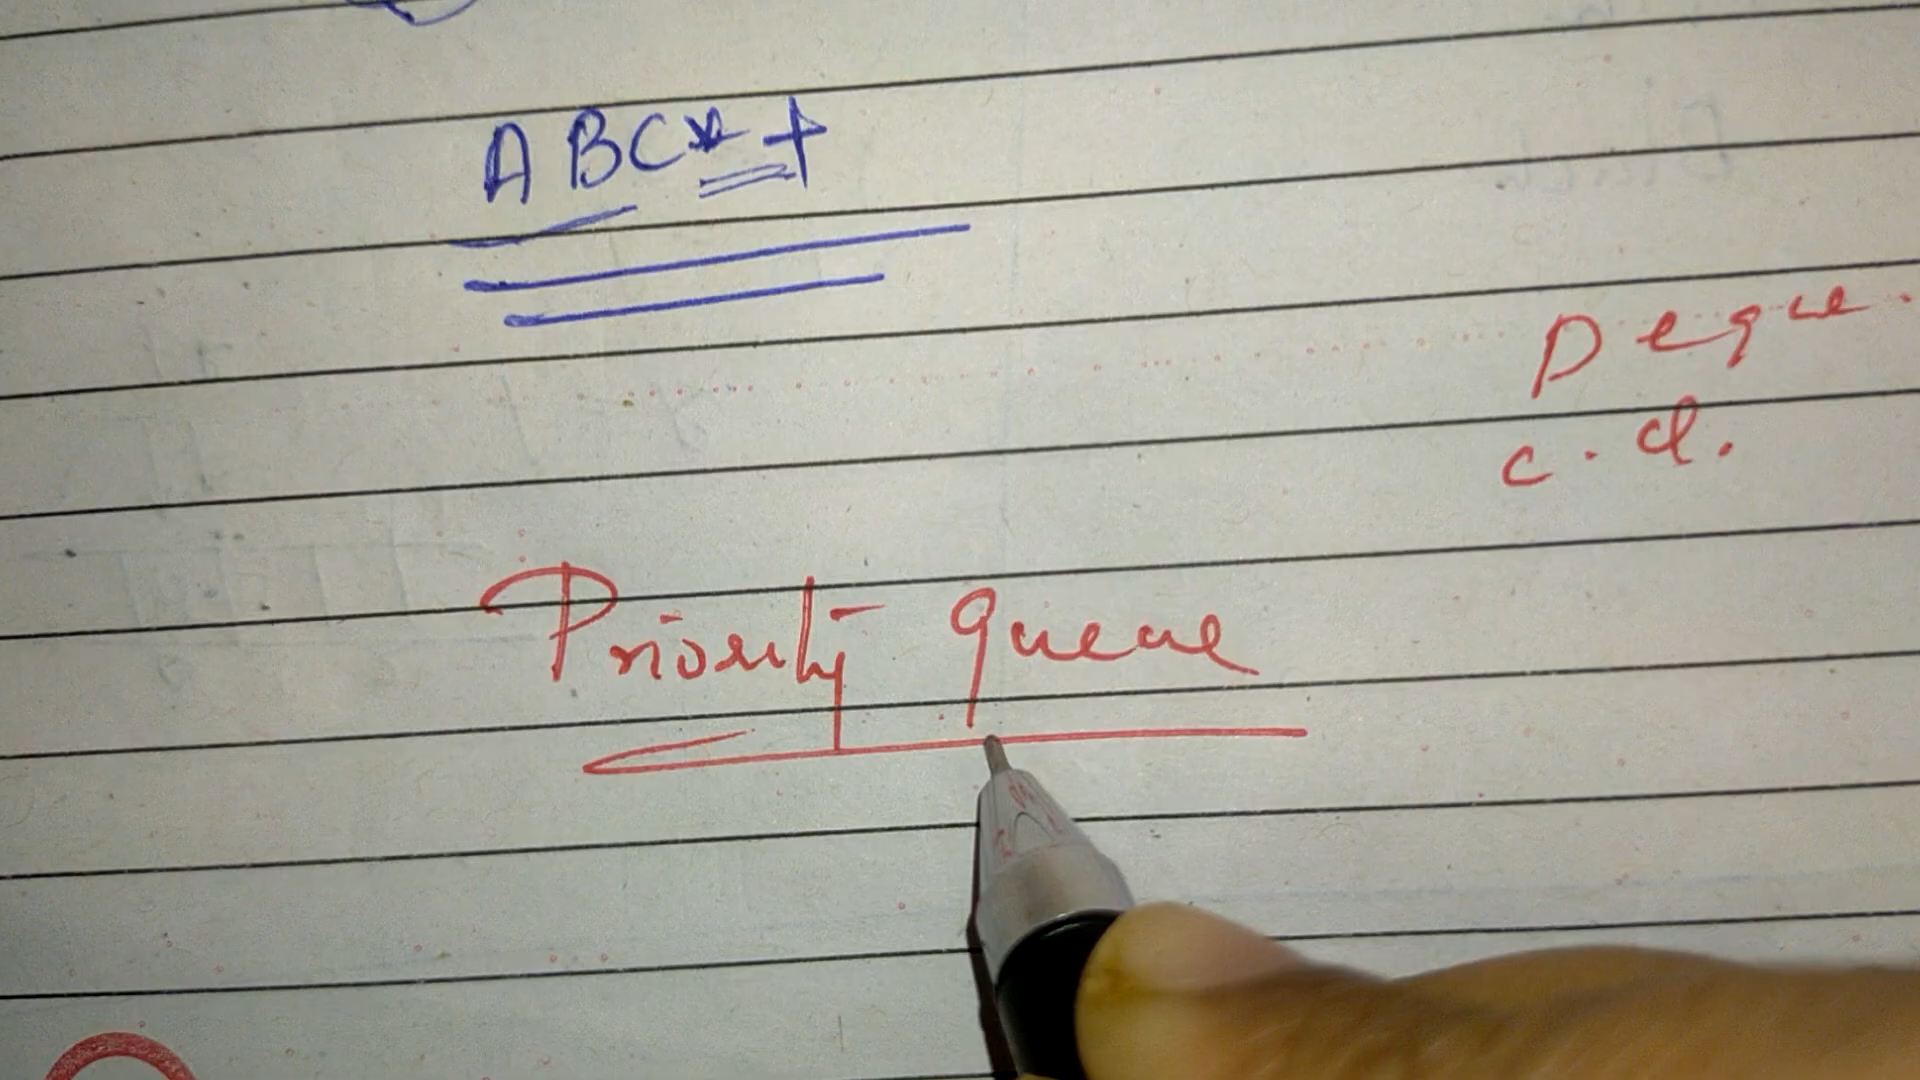 ABC*+
Deque.
c.d.
Priority queue